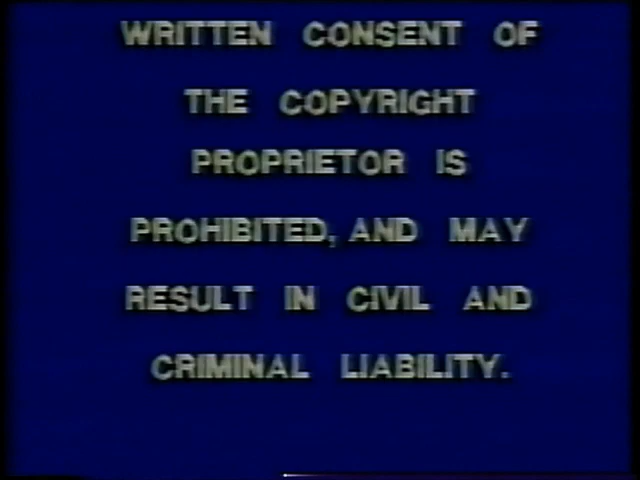 WRITTEN CONSENT OF
THE COPYRIGHT
PROPRIETOR IS
PROHIBITED, AND MAY
RESULT IN CIVIL AND
CRIMINAL LIABILITY.